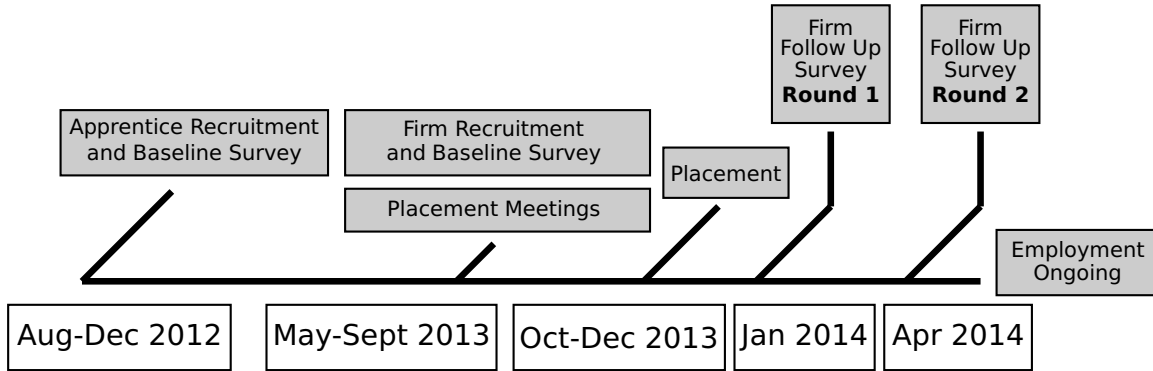 Apprentice Recruitment
and Baseline Survey
Firm Recruitment
and Baseline Survey
Placement Meetings
Placement
Firm
Follow Up
Survey
Round 1
Firm
Follow Up
Survey
Round 2
Employment
Ongoing
Aug-Dec 2012
May-Sept 2013
Oct-Dec 2013
Jan 2014
Apr 2014